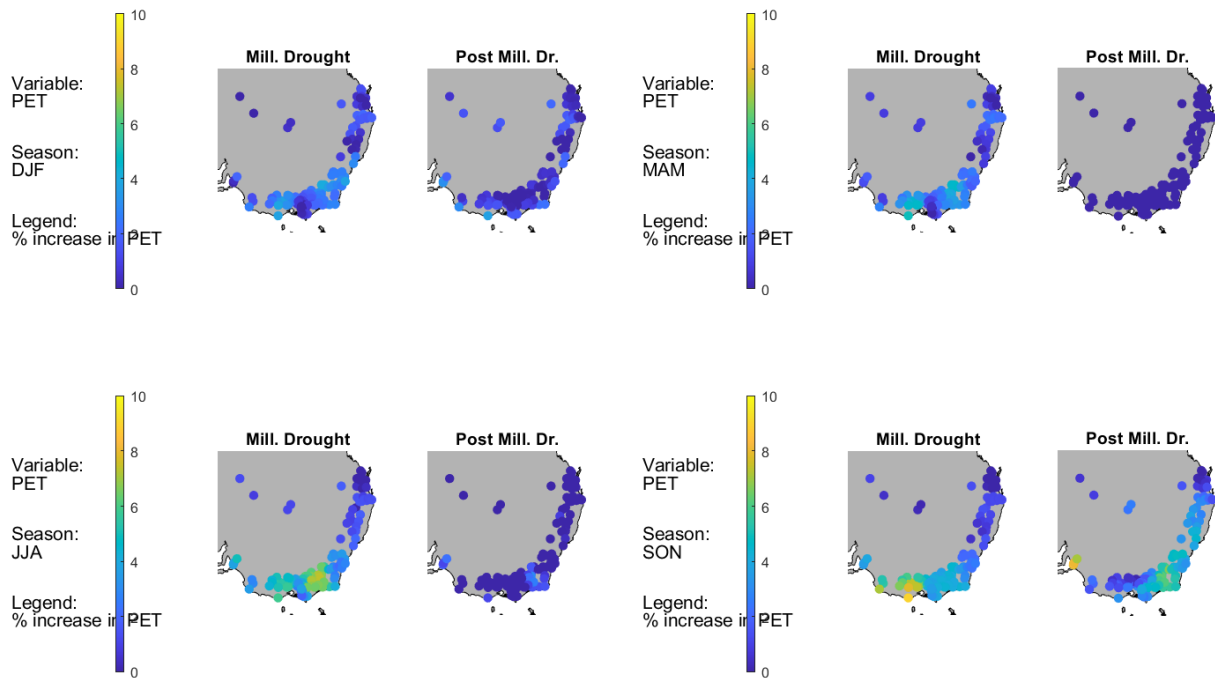 10
8
6
4
2
0
Variable:
PET
Season:
DJF
Legend:
% increase in PET
Mill. Drought
Post Mill. Dr.
10
8
6
4
2
0
Variable:
PET
Season:
MAM
Legend:
% increase in PET
Mill. Drought
Post Mill. Dr.
10
8
6
4
2
0
Variable:
PET
Season:
JJA
Legend:
% increase in PET
Mill. Drought
Post Mill. Dr.
10
8
6
4
2
0
Variable:
PET
Season:
SON
Legend:
% increase in PET
Mill. Drought
Post Mill. Dr.